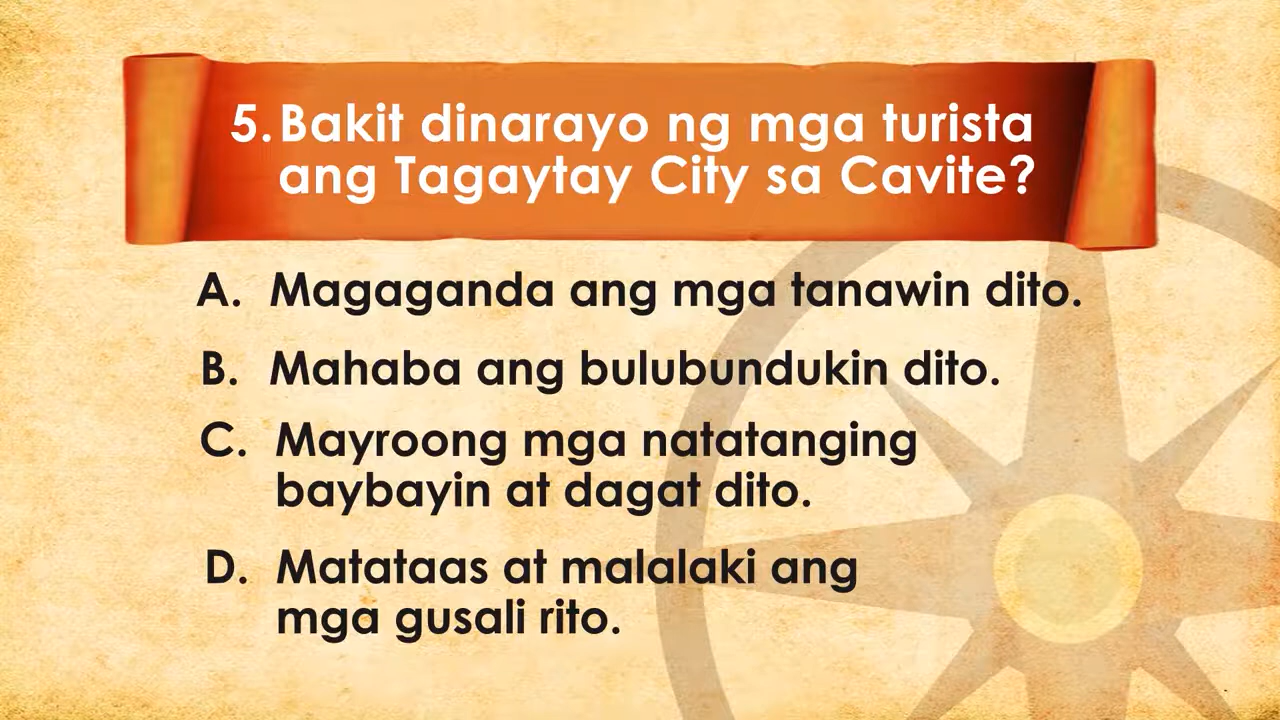 5. Bakit dinarayo ng mga turista
ang Tagaytay City sa Cavite?
A. Magaganda ang mga tanawin dito.
B. Mahaba ang bulubundukin dito.
C. Mayroong mga natatanging
baybayin at dagat dito.
D. Matataas at malalaki ang
mga gusali rito.